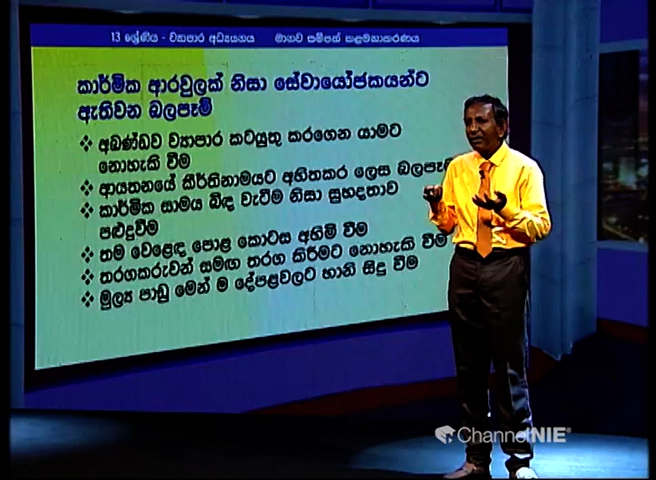 13 ශ්‍රේණිය - ව්‍යාපාර අධ්‍යයනය මානව සම්පත් කළමනාකරණය
කාර්මික ආරවුලක් නිසා සේවායෝජකයන්ට
ඇතිවන බලපෑම්
❖ අඛණ්ඩව ව්‍යාපාර කටයුතු කරගෙන යාමට
නොහැකි වීම
❖ ආයතනයේ කීර්තිනාමයට අහිතකර ලෙස
❖ කාර්මික සාමය බිඳ වැටීම නිසා සුහදතාව
පළුදුවීම
❖ තම වෙළෙඳ පොළ කොටස අහිමි වීම
❖ තරගකරුවන් සමඟ තරග කිරීමට නොහැකි වීම
❖ මූල්‍ය පාඩු මෙන් ම දේපළවලට හානි සිදු වීම
ChannelNIE